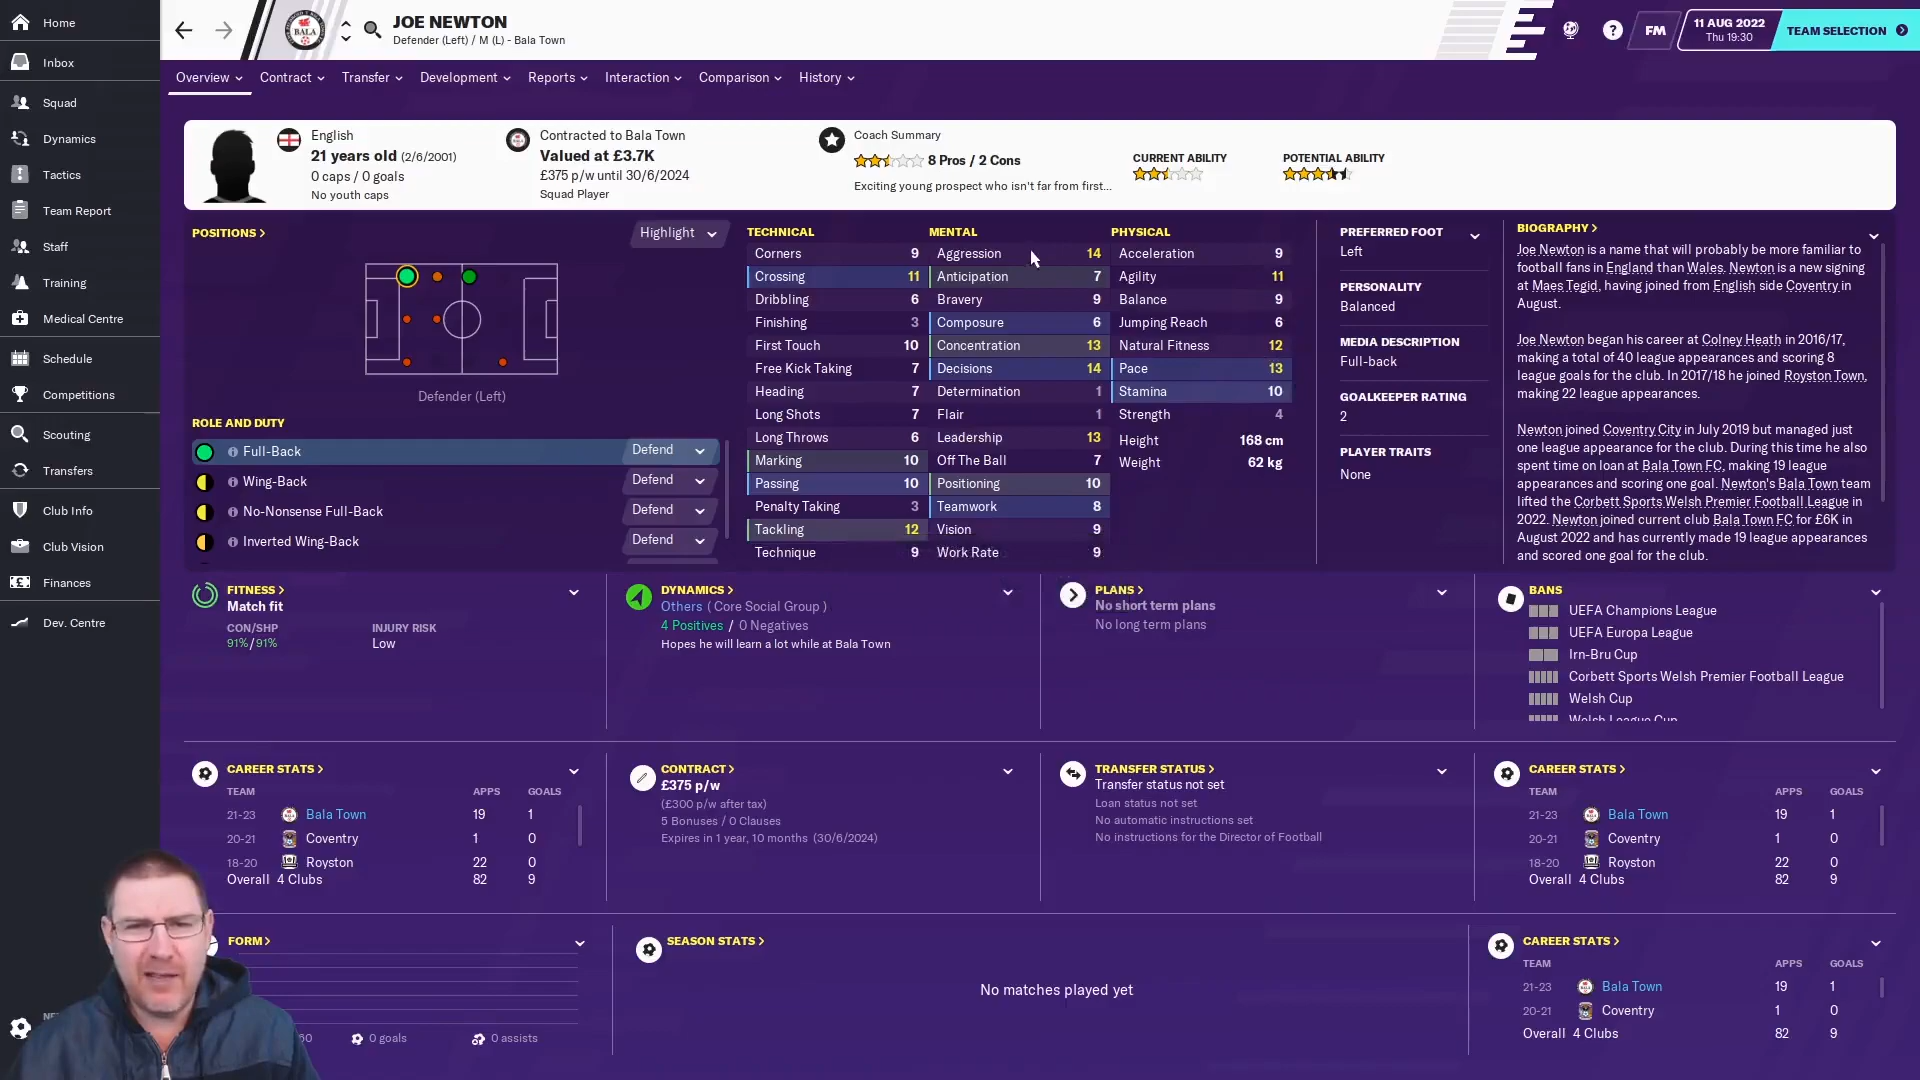 Home
Inbox
Squad
Dynamics
Tactics
Team Report
Staff
Training
Medical Centre
Schedule
Competitions
Scouting
Transfers
Club Info
Club Vision
Finances
Dev. Centre
BALA
JOE NEWTON
Defender (Left) / M (L) - Bala Town
FM
11 AUG 2022
Thu 19:30
TEAM SELECTION
Overview
Contract
Transfer
Development
Reports
Interaction
Comparison
History
English
21 years old (2/6/2001)
0 caps / 0 goals
No youth caps
Contracted to Bala Town
Valued at £3.7K
£375 p/w until 30/6/2024
Squad Player
Coach Summary
8 Pros / 2 Cons
Exciting young prospect who isn't far from first...
CURRENT ABILITY
POTENTIAL ABILITY
POSITIONS >
Highlight
Defender (Left)
ROLE AND DUTY
Full-Back Defend
Wing-Back Defend
No-Nonsense Full-Back Defend
Inverted Wing-Back Defend
TECHNICAL
Corners 9
Crossing 11
Dribbling 6
Finishing 3
First Touch 10
Free Kick Taking 7
Heading 7
Long Shots 7
Long Throws 6
Marking 10
Passing 10
Penalty Taking 3
Tackling 12
Technique 9
MENTAL
Aggression 14
Anticipation 7
Bravery 9
Composure 6
Concentration 13
Decisions 14
Determination 1
Flair 1
Leadership 13
Off The Ball 7
Positioning 10
Teamwork 8
Vision 9
Work Rate 9
PHYSICAL
Acceleration 9
Agility 11
Balance 9
Jumping Reach 6
Natural Fitness 12
Pace 13
Stamina 10
Strength 4
Height 168 cm
Weight 62 kg
PREFERRED FOOT
Left
PERSONALITY
Balanced
MEDIA DESCRIPTION
Full-back
GOALKEEPER RATING
2
PLAYER TRAITS
None
BIOGRAPHY >
Joe Newton is a name that will probably be more familiar to
football fans in England than Wales. Newton is a new signing
at Maes Tegid, having joined from English side Coventry in
August.
Joe Newton began his career at Colney Heath in 2016/17,
making a total of 40 league appearances and scoring 8
league goals for the club. In 2017/18 he joined Royston Town,
making 22 league appearances.
Newton joined Coventry City in July 2019 but managed just
one league appearance for the club. During this time he also
spent time on loan at Bala Town FC, making 19 league
appearances and scoring one goal. Newton's Bala Town team
lifted the Corbett Sports Welsh Premier Football League in
2022. Newton joined current club Bala Town FC for £6K in
August 2022 and has currently made 19 league appearances
and scored one goal for the club.
FITNESS >
Match fit
CON/SHP
91% / 91%
INJURY RISK
Low
DYNAMICS >
Others ( Core Social Group )
4 Positives / 0 Negatives
Hopes he will learn a lot while at Bala Town
PLANS >
No short term plans
No long term plans
BANS
UEFA Champions League
UEFA Europa League
Irn-Bru Cup
Corbett Sports Welsh Premier Football League
Welsh Cup
Welsh League Cup
CAREER STATS >
TEAM APPS GOALS
21-23 Bala Town 19 1
20-21 Coventry 1 0
18-20 Royston 22 0
Overall 4 Clubs 82 9
CONTRACT >
£375 p/w
(£300 p/w after tax)
5 Bonuses / 0 Clauses
Expires in 1 year, 10 months (30/6/2024)
TRANSFER STATUS >
Transfer status not set
Loan status not set
No automatic instructions set
No instructions for the Director of Football
CAREER STATS >
TEAM APPS GOALS
21-23 Bala Town 19 1
20-21 Coventry 1 0
18-20 Royston 22 0
Overall 4 Clubs 82 9
FORM >
0 goals
0 assists
SEASON STATS >
No matches played yet
CAREER STATS >
TEAM APPS GOALS
21-23 Bala Town 19 1
20-21 Coventry 1 0
Overall 4 Clubs 82 9